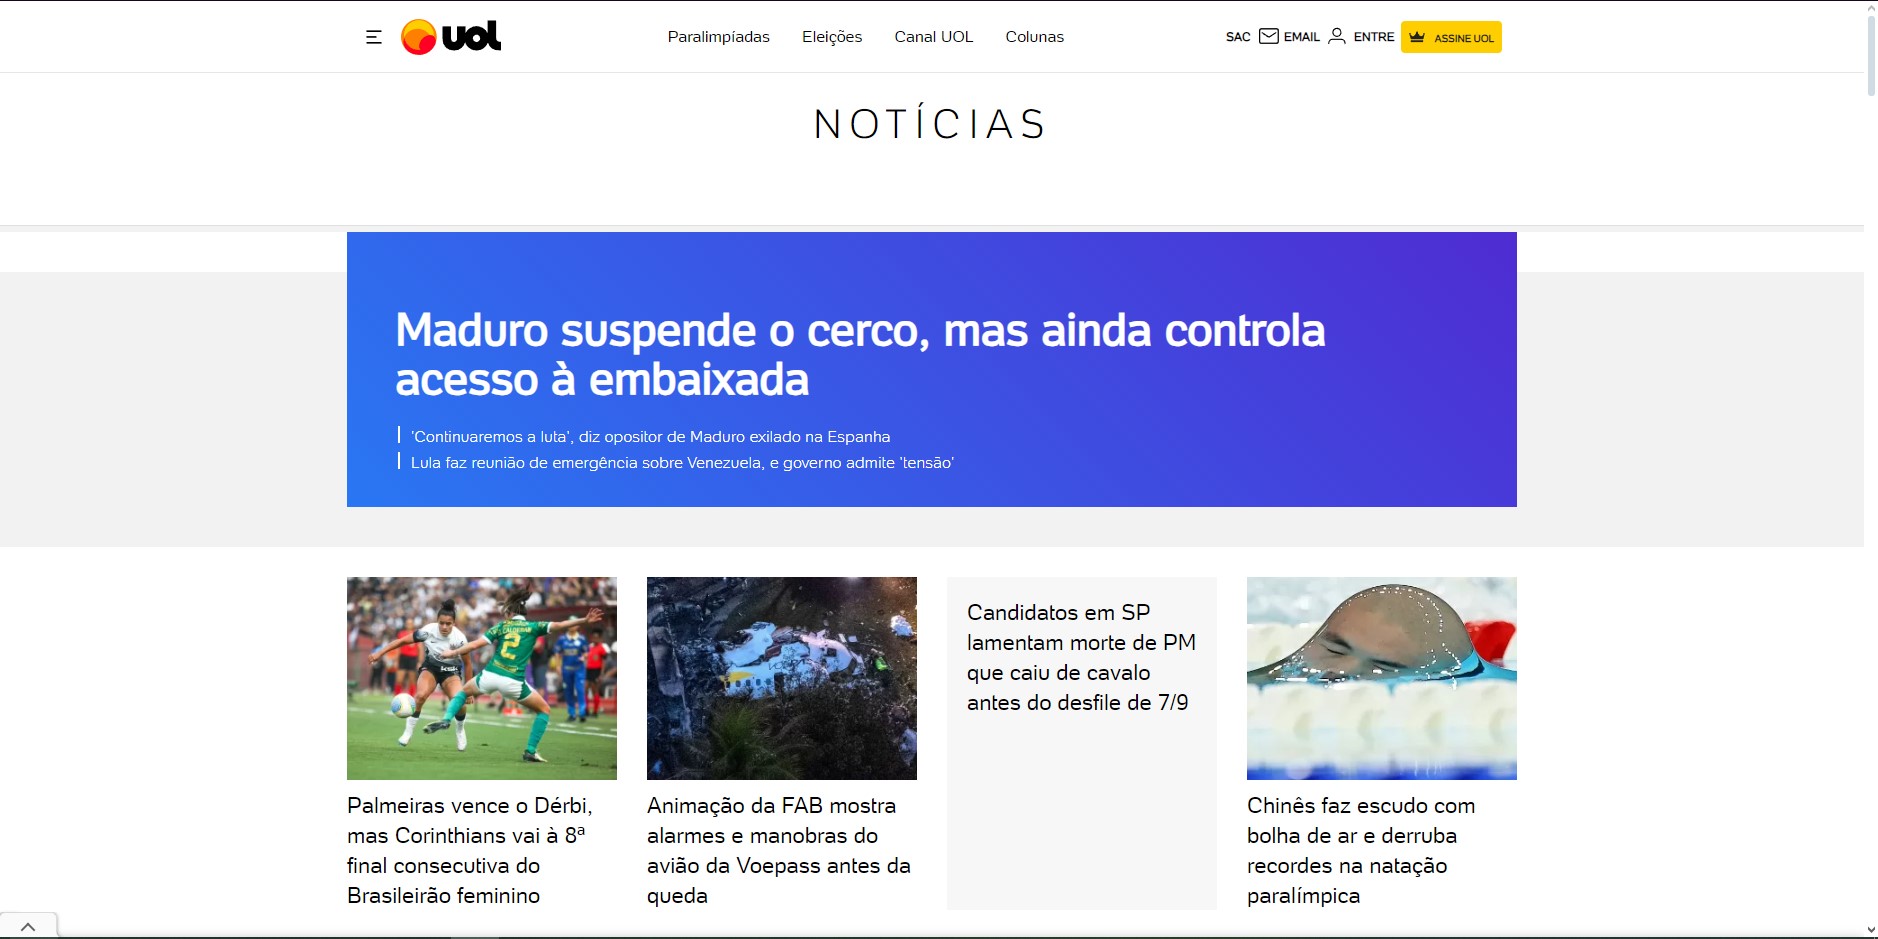 uol
Paralimpíadas
Eleições
Canal UOL
Colunas
SAC
EMAIL
ENTRE
ASSINE UOL
NOTÍCIAS
Maduro suspende o cerco, mas ainda controla
acesso à embaixada
'Continuaremos a luta', diz opositor de Maduro exilado na Espanha
Lula faz reunião de emergência sobre Venezuela, e governo admite 'tensão'
2
Palmeiras vence o Dérbi,
mas Corinthians vai à 8ª
final consecutiva do
Brasileirão feminino
Animação da FAB mostra
alarmes e manobras do
avião da Voepass antes da
queda
Candidatos em SP
lamentam morte de PM
que caiu de cavalo
antes do desfile de 7/9
Chinês faz escudo com
bolha de ar e derruba
recordes na natação
paralímpica